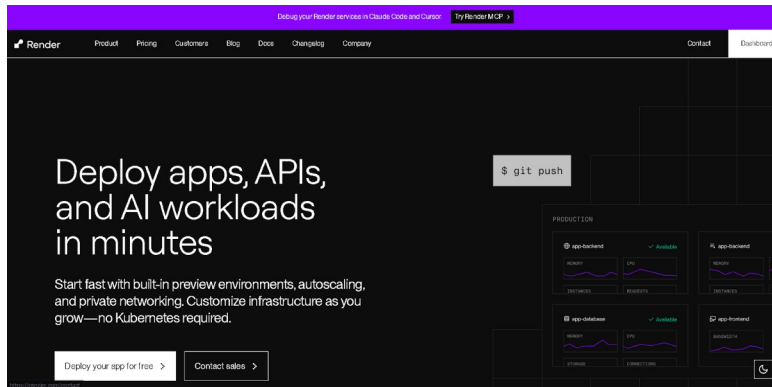 Debug your Render services in Claude Code and Cursor. Try Render MCP >
Render Product Pricing Customers Blog Docs Changelog Company Contact Dashboard
Deploy apps, APIs,
and AI workloads
in minutes
Start fast with built-in preview environments, autoscaling,
and private networking. Customize infrastructure as you
grow—no Kubernetes required.
Deploy your app for free >
Contact sales >
$ git push
PRODUCTION
app-backend ✓ Available app-backend
MEMORY CPU MEMORY
INSTANCES REQUESTS INSTANCES
app-database ✓ Available app-frontend
MEMORY CPU BANDWIDTH
STORAGE CONNECTIONS
https://render.com/contact